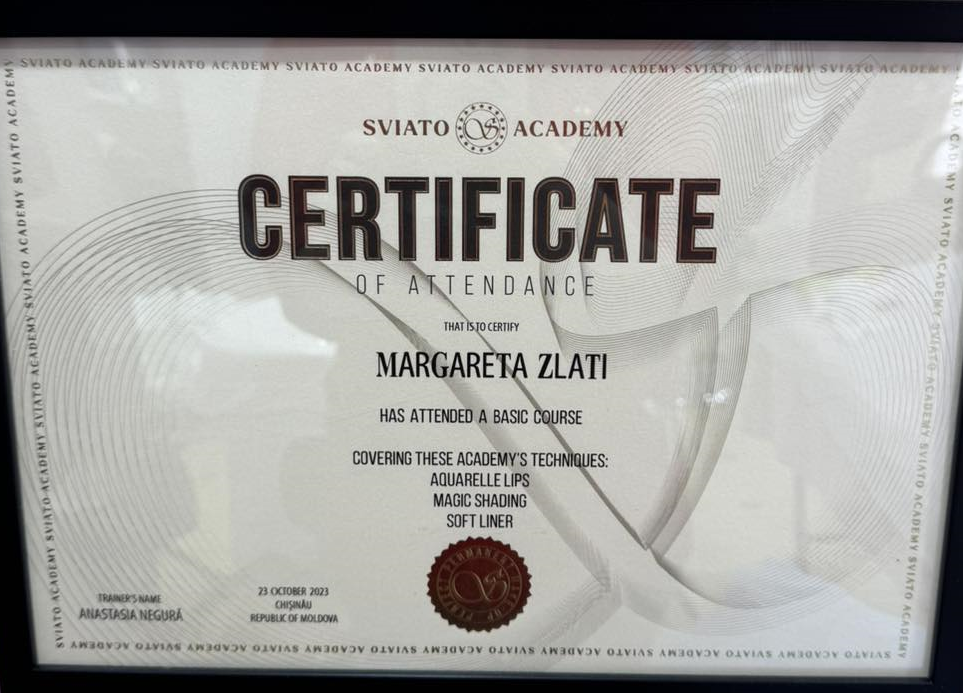 SVIATO ACADEMY SVIATO ACADEMY SVIATO ACADEMY SVIATO ACADEMY SVIATO ACADEMY SVIATO ACADEMY SVIATO ACADEMY
SVIATO ACADEMY
CERTIFICATE
OF ATTENDANCE
THAT IS TO CERTIFY
MARGARETA ZLATI
HAS ATTENDED A BASIC COURSE
COVERING THESE ACADEMY'S TECHNIQUES:
AQUARELLE LIPS
MAGIC SHADING
SOFT LINER
TRAINER'S NAME
ANASTASIA NEGURĂ
23 OCTOBER 2023
CHIȘINĂU
REPUBLIK OF MOLDOVA
SVIATO ACADEMY SVIATO ACADEMY SVIATO ACADEMY SVIATO ACADEMY SVIATO ACADEMY SVIATO ACADEMY
SVIATO ACADEMY SVIATO ACADEMY SVIATO ACADEMY SVIATO ACADEMY SVIATO ACADEMY
SVIATO ACADEMY SVIATO ACADEMY SVIATO ACADEMY SVIATO ACADEMY SVIATO ACADEMY